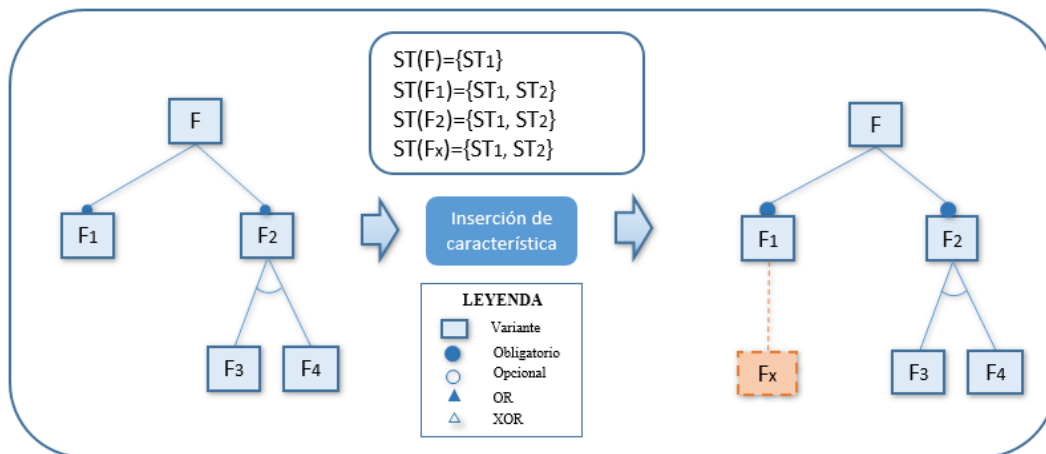 ST(F)={ST1}
ST(F1)={ST1, ST2}
ST(F2)={ST1, ST2}
ST(Fx)={ST1, ST2}
F
F1
F2
F3
F4
Inserción de
característica
LEYENDA
Variante
Obligatorio
Opcional
OR
XOR
F
F1
F2
Fx
F3
F4